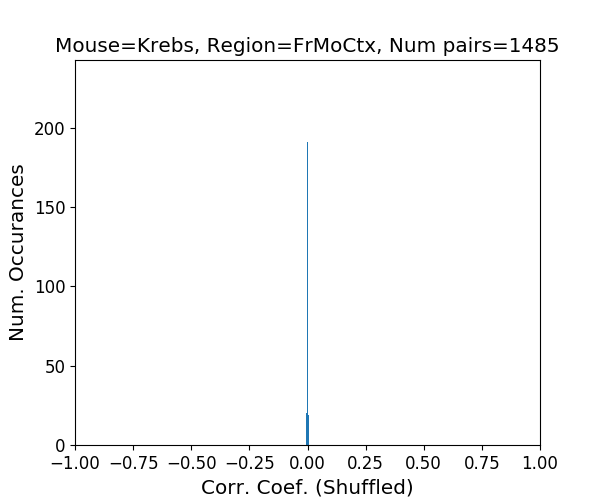 Mouse=Krebs, Region=FrMoCtx, Num pairs=1485
Num. Occurances
200
150
100
50
0
−1.00 −0.75 −0.50 −0.25 0.00 0.25 0.50 0.75 1.00
Corr. Coef. (Shuffled)